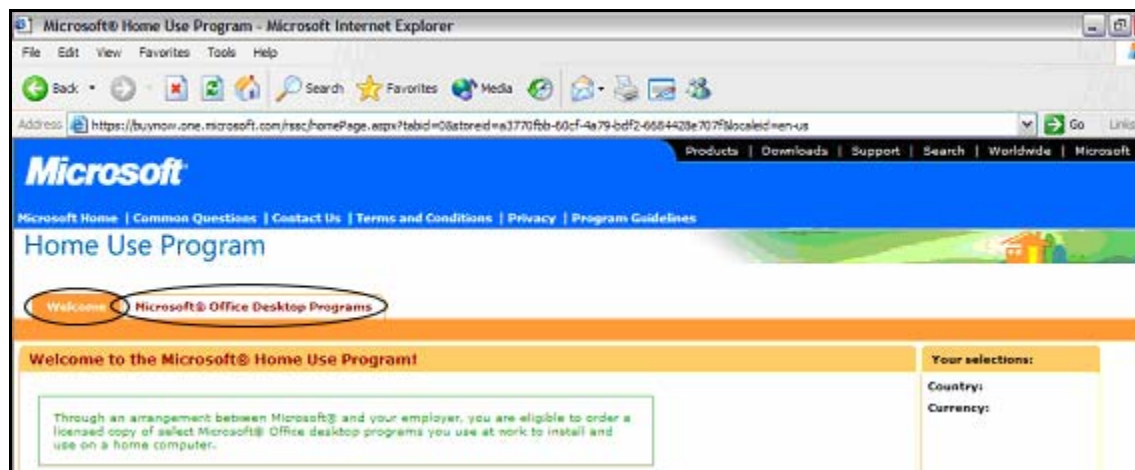 Microsoft® Home Use Program - Microsoft Internet Explorer
File Edit View Favorites Tools Help
Back Search Favorites Media
Address https://buynow.one.microsoft.com/rssc/homePage.aspx?tabid=0&storeid=a3770fbb-60cf-4a79-bdf2-6684428e707f&localeid=en-us Go Links
Products | Downloads | Support | Search | Worldwide | Microsoft
Microsoft
Microsoft Home | Common Questions | Contact Us | Terms and Conditions | Privacy | Program Guidelines
Home Use Program
Welcome Microsoft® Office Desktop Programs
Welcome to the Microsoft® Home Use Program! Your selections:
Country:
Currency:
Through an arrangement between Microsoft® and your employer, you are eligible to order a
licensed copy of select Microsoft® Office desktop programs you use at work to install and
use on a home computer.